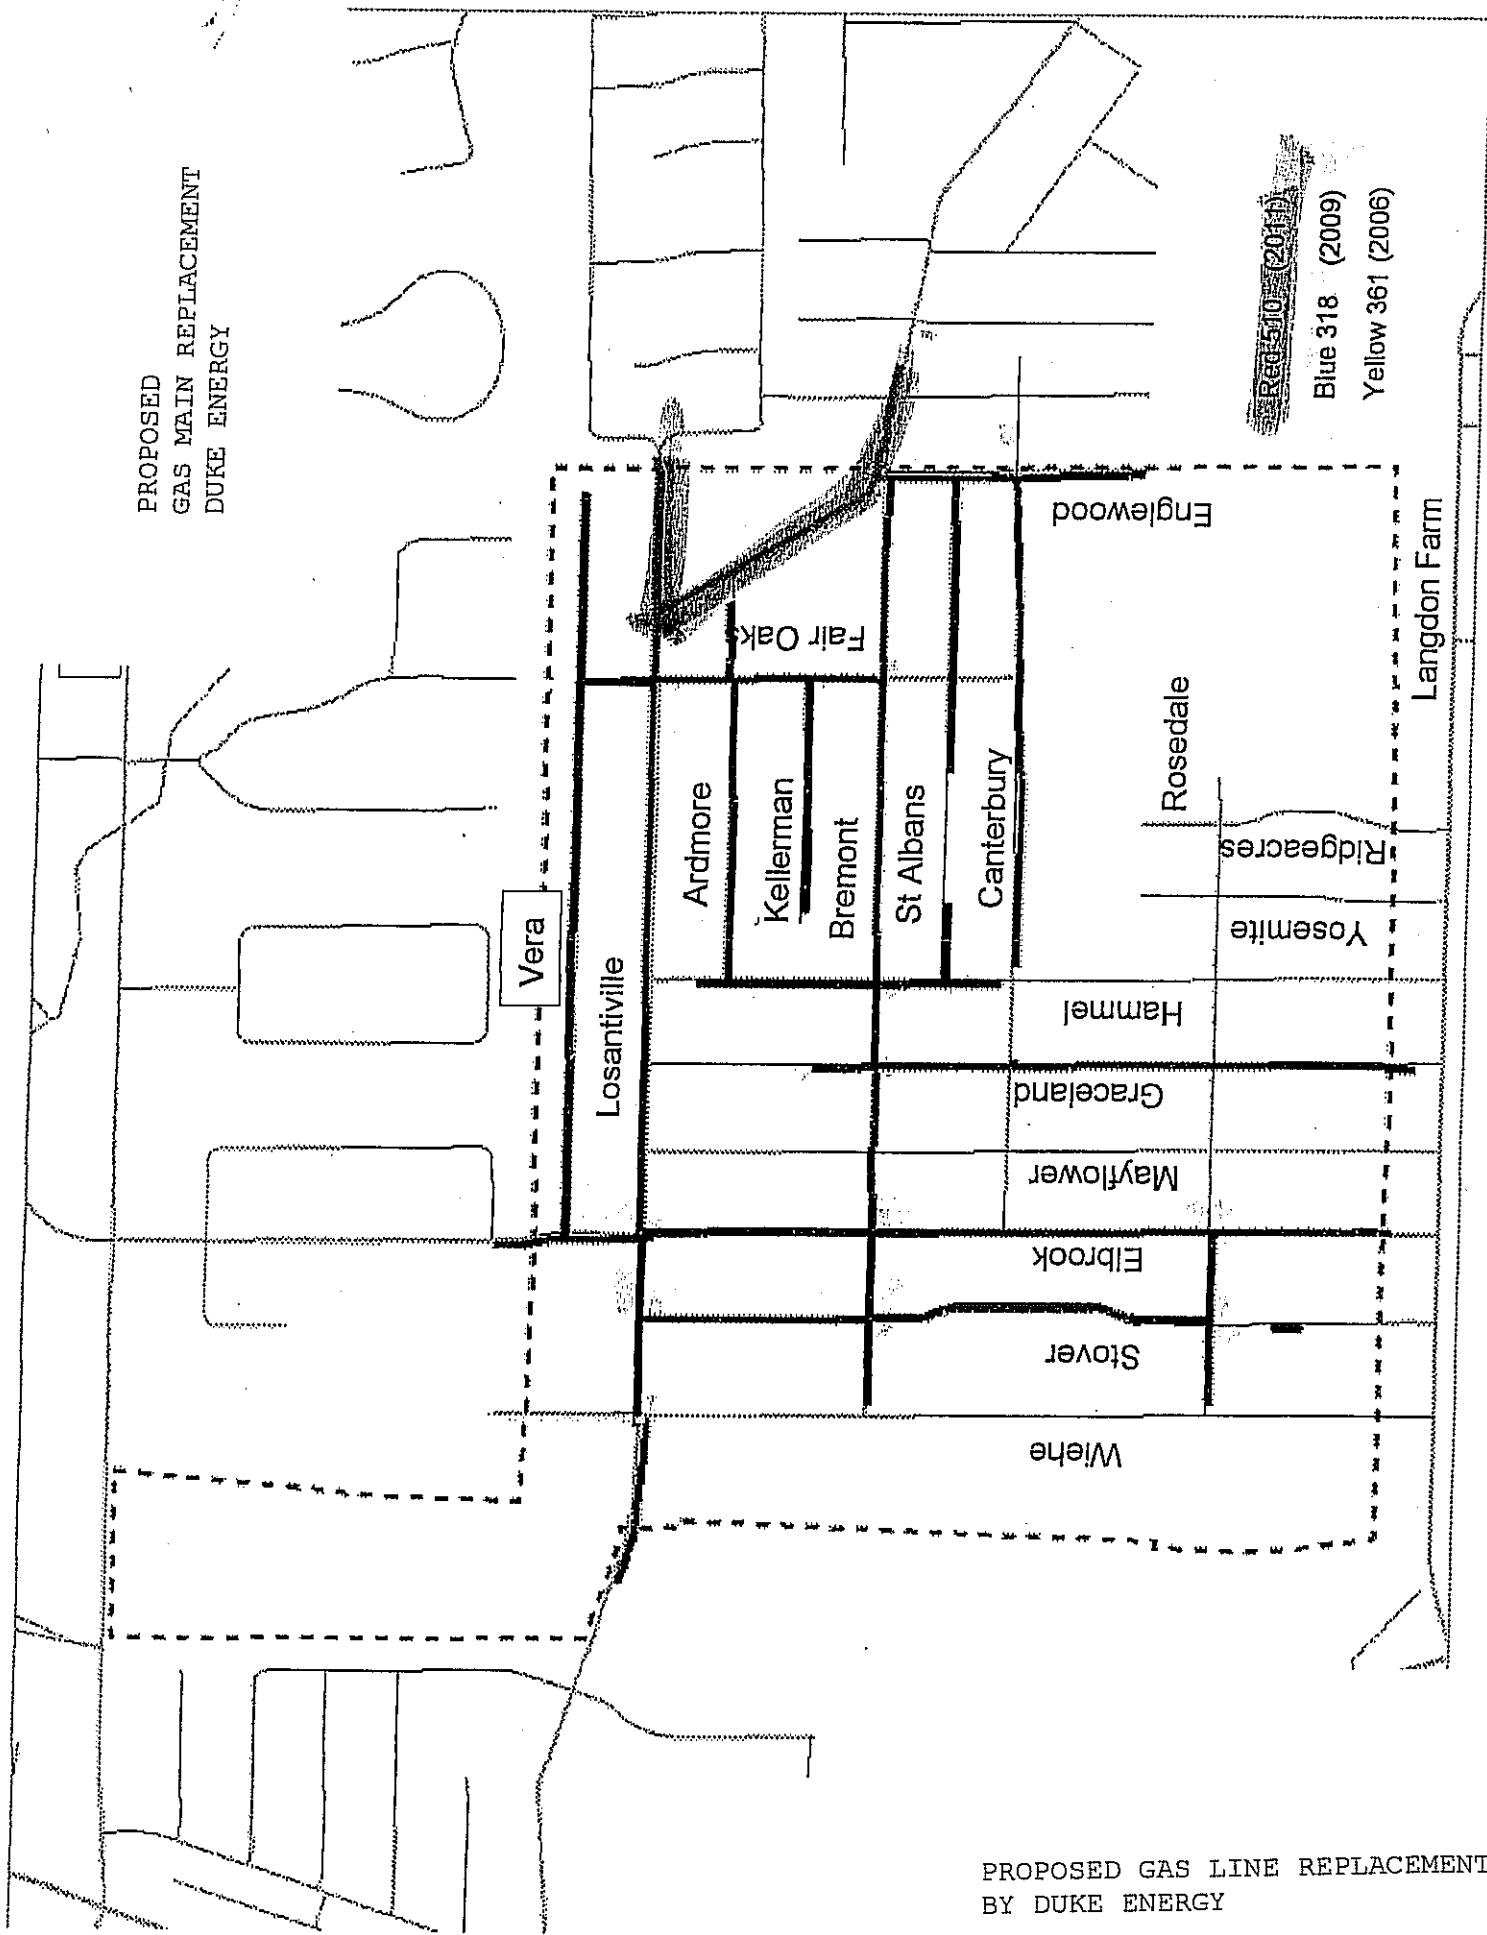 PROPOSED
GAS MAIN REPLACEMENT
DUKE ENERGY
Red 510 (2011)
Blue 318 (2009)
Yellow 361 (2006)
Vera
Losantiville
Ardmore
Kellerman
Bremont
St Albans
Canterbury
Rosedale
Langdon Farm
Englewood
Fair Oaks
Ridgeacres
Yosemite
Hammel
Graceland
Mayflower
Elbrook
Stover
Wiehe
PROPOSED GAS LINE REPLACEMENT
BY DUKE ENERGY